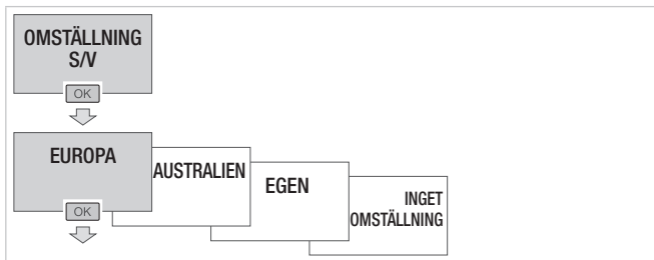 OMSTÄLLNING
S/V
OK
EUROPA
AUSTRALIEN
EGEN
INGET
OMSTÄLLNING
OK